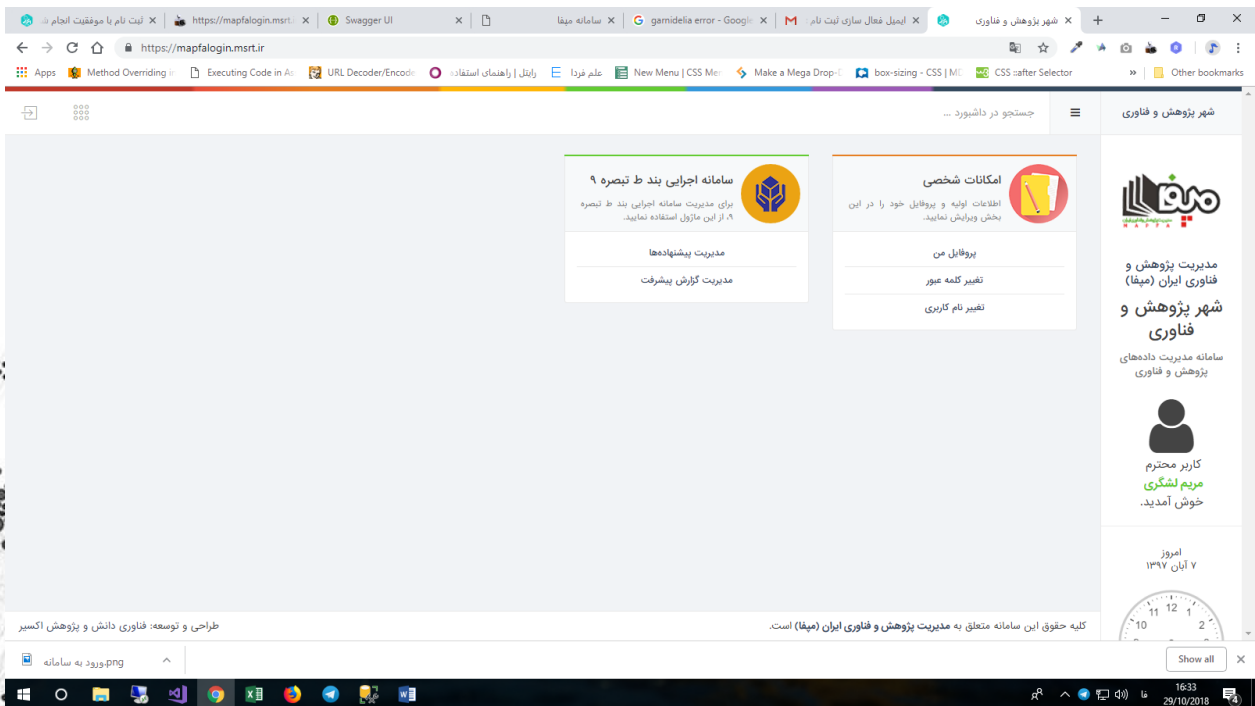 ثبت نام با موفقیت انجام ش
https://mapfalogin.msrt.i
Swagger UI
سامانه میفا
G garnidelia error - Google
ایمیل فعال سازی ثبت نام
شهر پژوهش و فناوری
https://mapfalogin.msrt.ir
Apps
Method Overriding in
Executing Code in As
URL Decoder/Encode
رایتل | راهنمای استفاده
علم فردا
New Menu | CSS Men
Make a Mega Drop-D
box-sizing - CSS | MD
CSS ::after Selector
Other bookmarks
شهر پژوهش و فناوری
جستجو در داشبورد ...
MAPFA
مدیریت پژوهش و
فناوری ایران (میفا)
شهر پژوهش و
فناوری
سامانه مدیریت داده‌های
پژوهش و فناوری
کاربر محترم
مریم لشگری
خوش آمدید.
امروز
۷ آبان ۱۳۹۷
11 12 1
10 2
امکانات شخصی
اطلاعات اولیه و پروفایل خود را در این
بخش ویرایش نمایید.
پروفایل من
تغییر کلمه عبور
تغییر نام کاربری
سامانه اجرایی بند ط تبصره ۹
برای مدیریت سامانه اجرایی بند ط تبصره
۹، از این ماژول استفاده نمایید.
مدیریت پیشنهادها
مدیریت گزارش پیشرفت
کلیه حقوق این سامانه متعلق به مدیریت پژوهش و فناوری ایران (میفا) است.
طراحی و توسعه: فناوری دانش و پژوهش اکسیر
ورود به سامانه.png
Show all
فا
16:33
29/10/2018
4